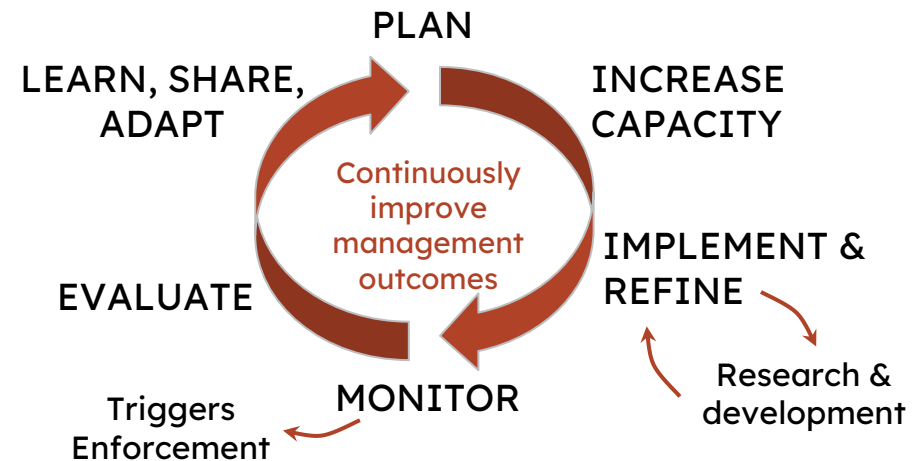 PLAN
INCREASE
CAPACITY
IMPLEMENT &
REFINE
Research &
development
MONITOR
Triggers
Enforcement
EVALUATE
LEARN, SHARE,
ADAPT
Continuously
improve
management
outcomes